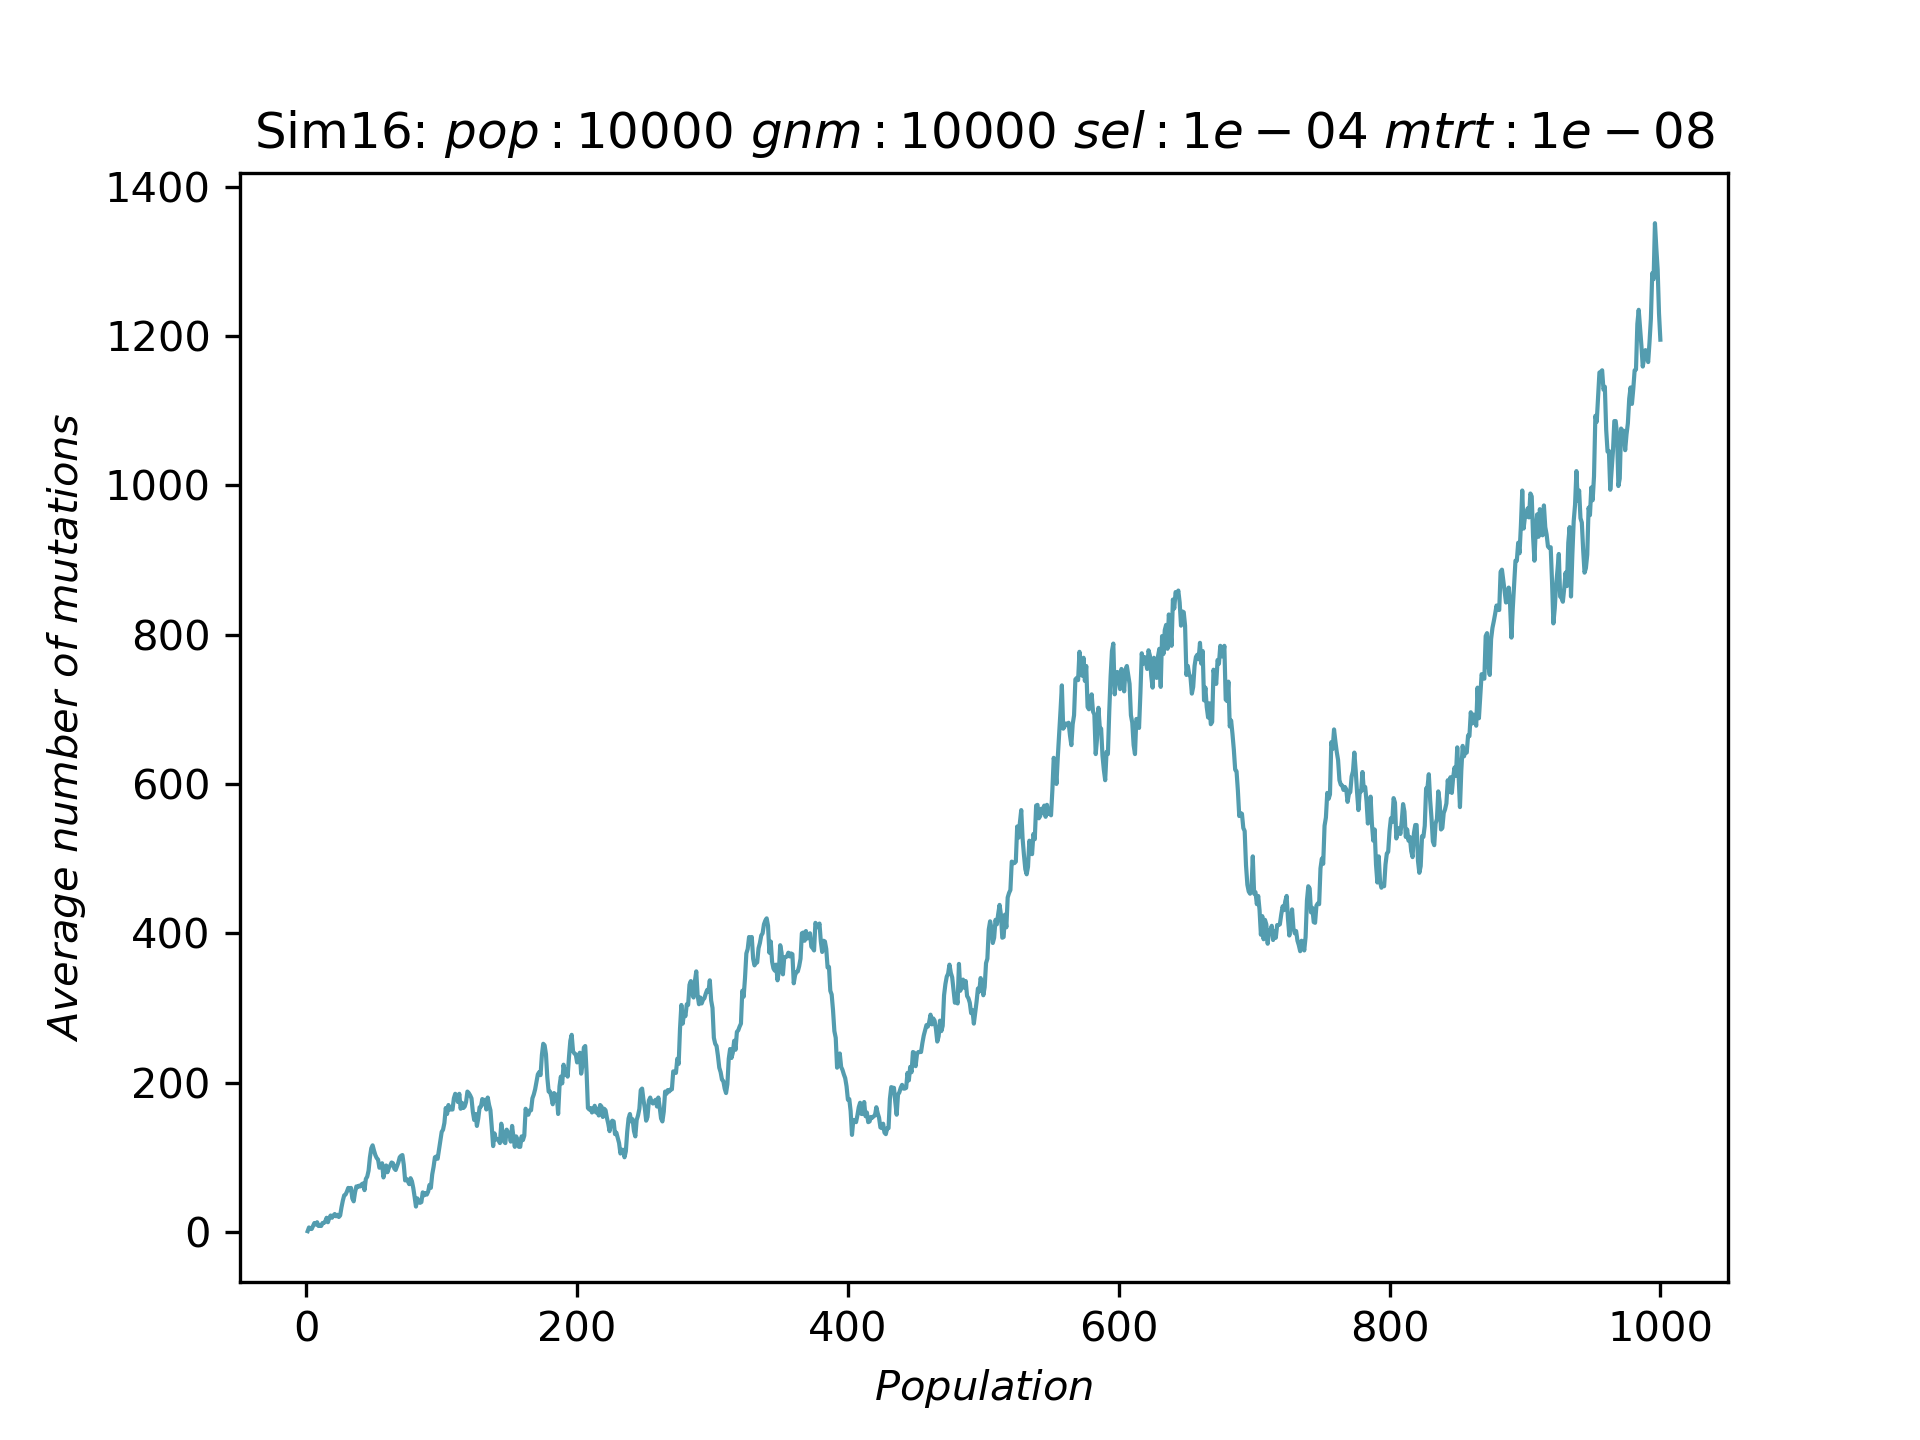 Sim16: pop : 10000 gnm : 10000 sel : 1e − 04 mtrt : 1e − 08
1400
1200
1000
800
600
400
200
0
Average number of mutations
0 200 400 600 800 1000
Population